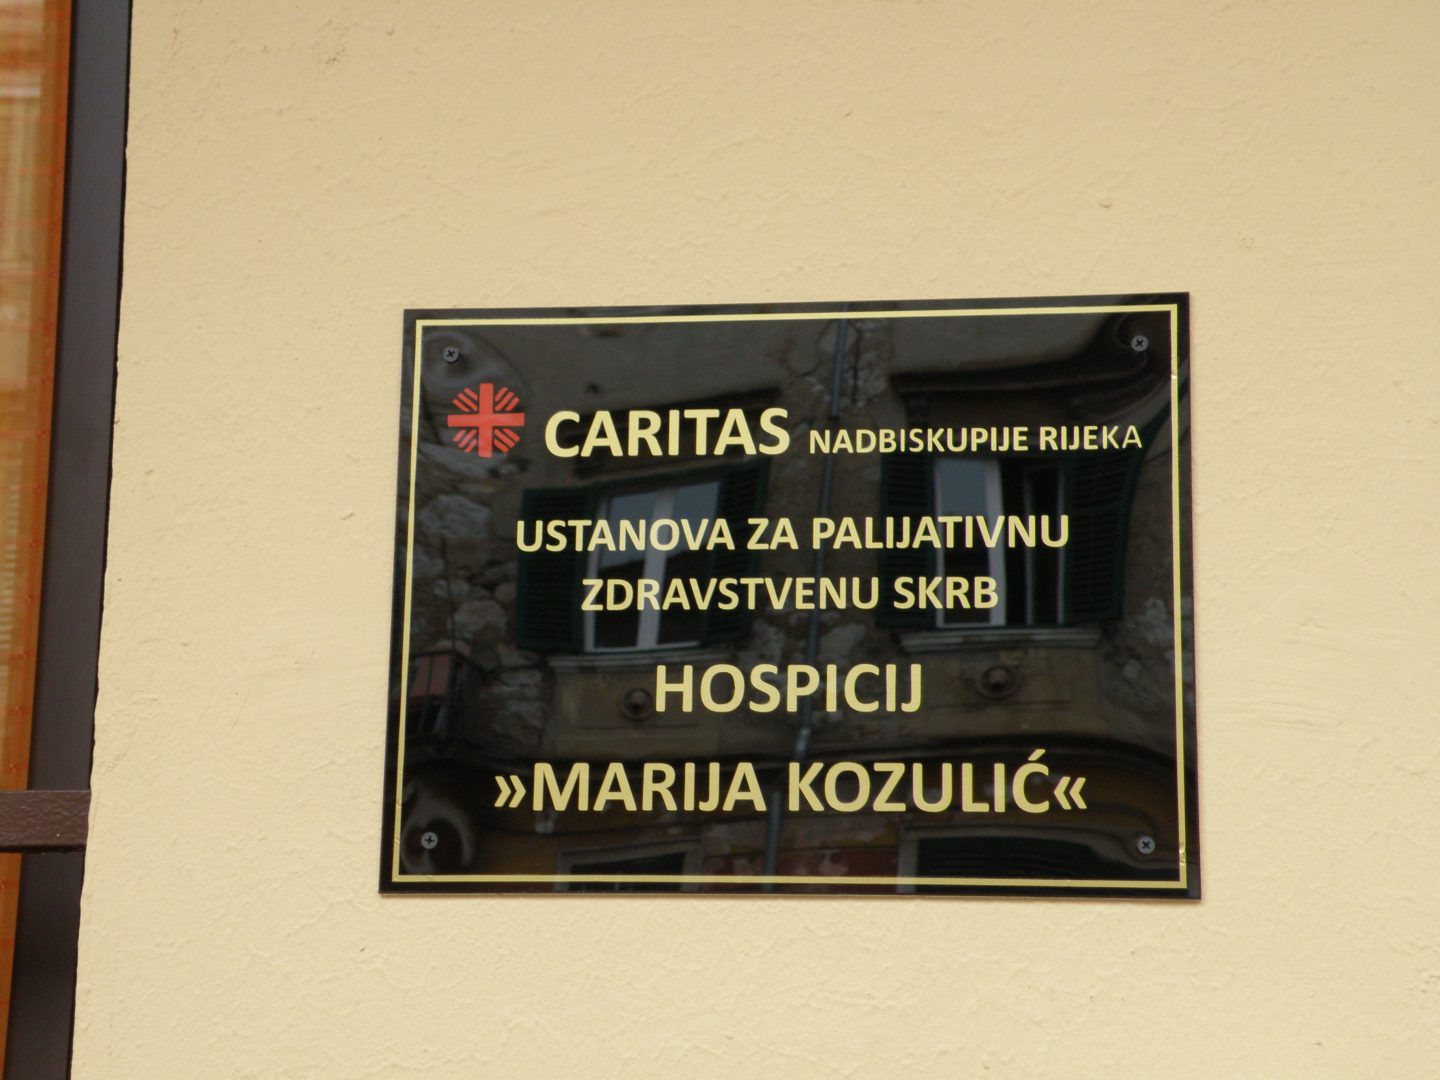 CARITAS NADBISKUPIJE RIJEKA
USTANOVA ZA PALIJATIVNU
ZDRAVSTVENU SKRB
HOSPICIJ
»MARIJA KOZULIĆ«